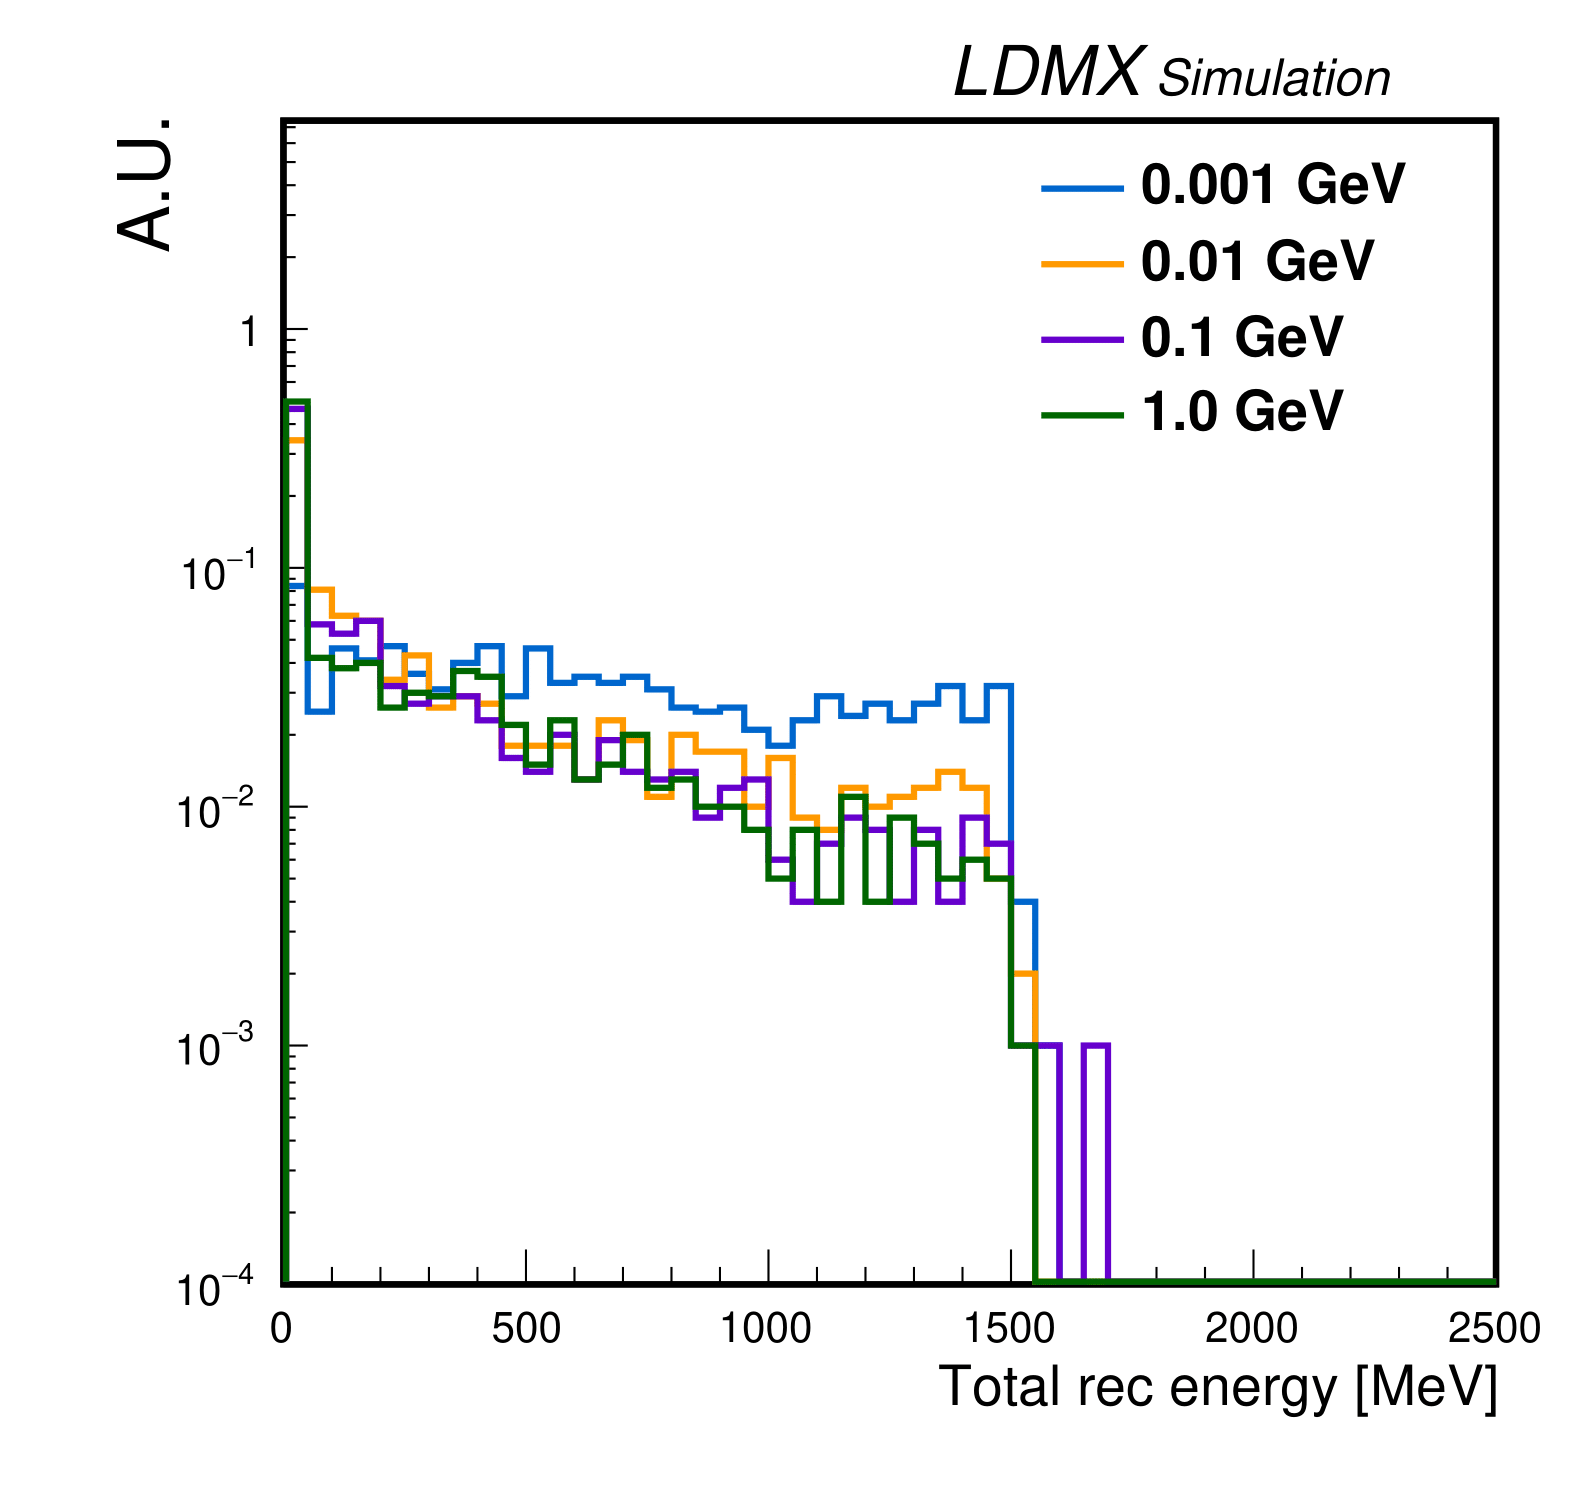 LDMX Simulation
A.U.
0.001 GeV
0.01 GeV
0.1 GeV
1.0 GeV
1
10⁻¹
10⁻²
10⁻³
10⁻⁴
0 500 1000 1500 2000 2500
Total rec energy [MeV]